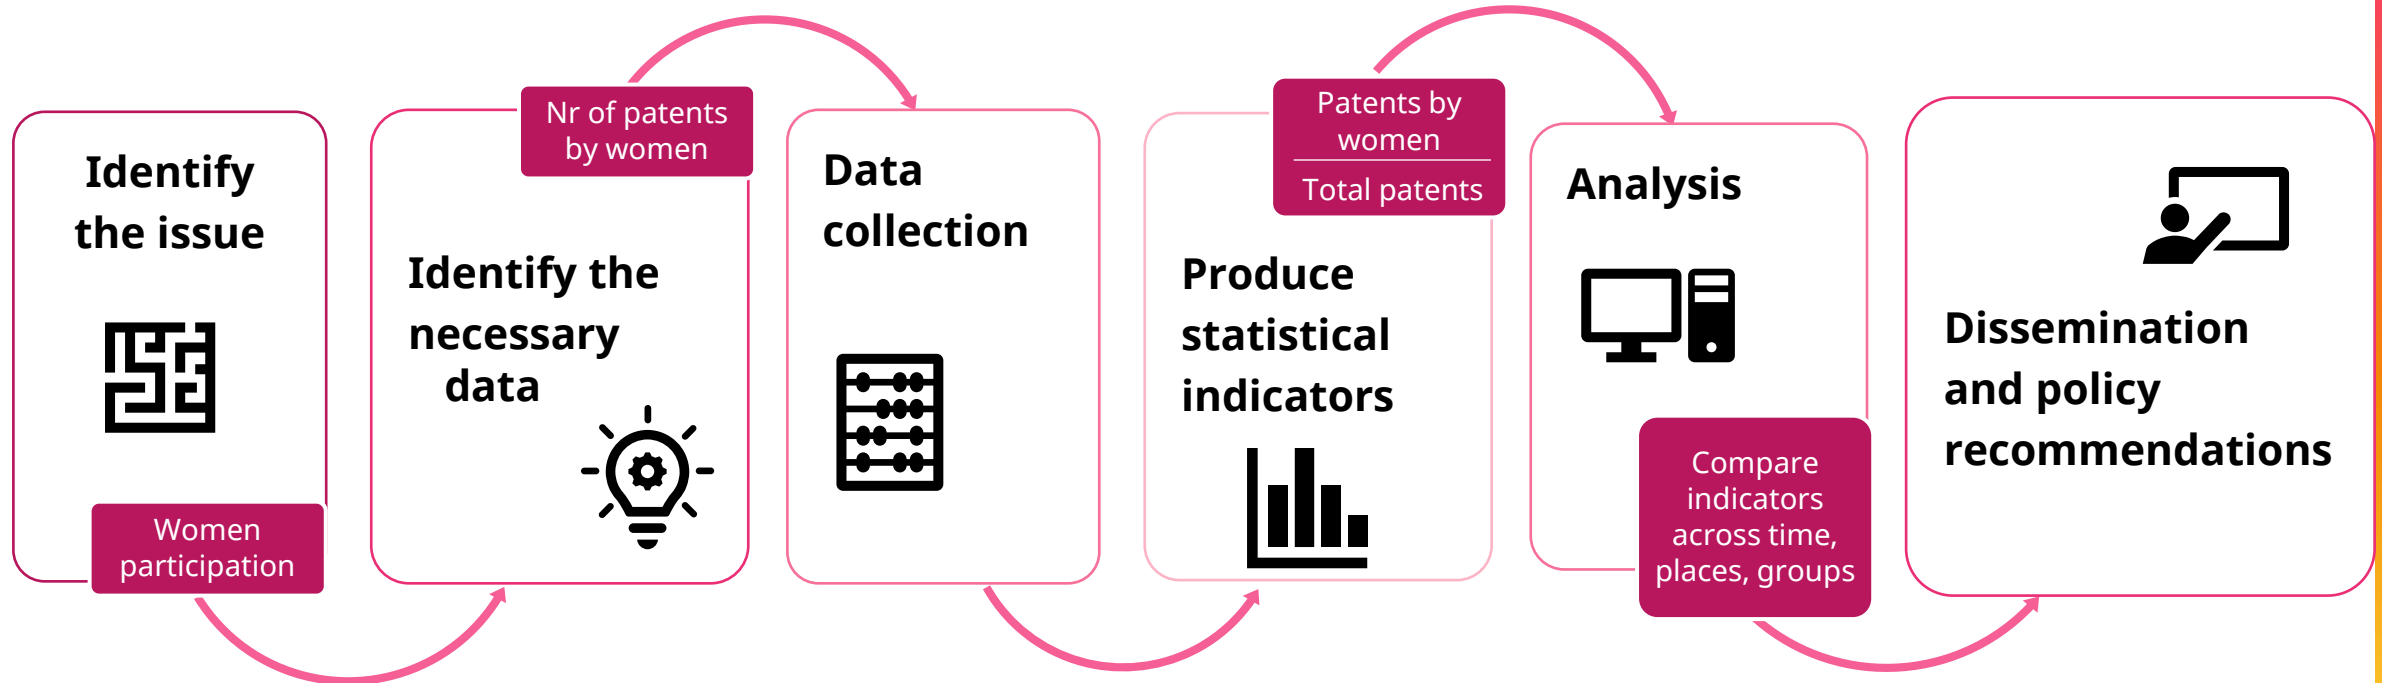 Identify
the issue
Women
participation
Nr of patents
by women
Identify the
necessary
data
Data
collection
Patents by
women
Total patents
Produce
statistical
indicators
Analysis
Compare
indicators
across time,
places, groups
Dissemination
and policy
recommendations